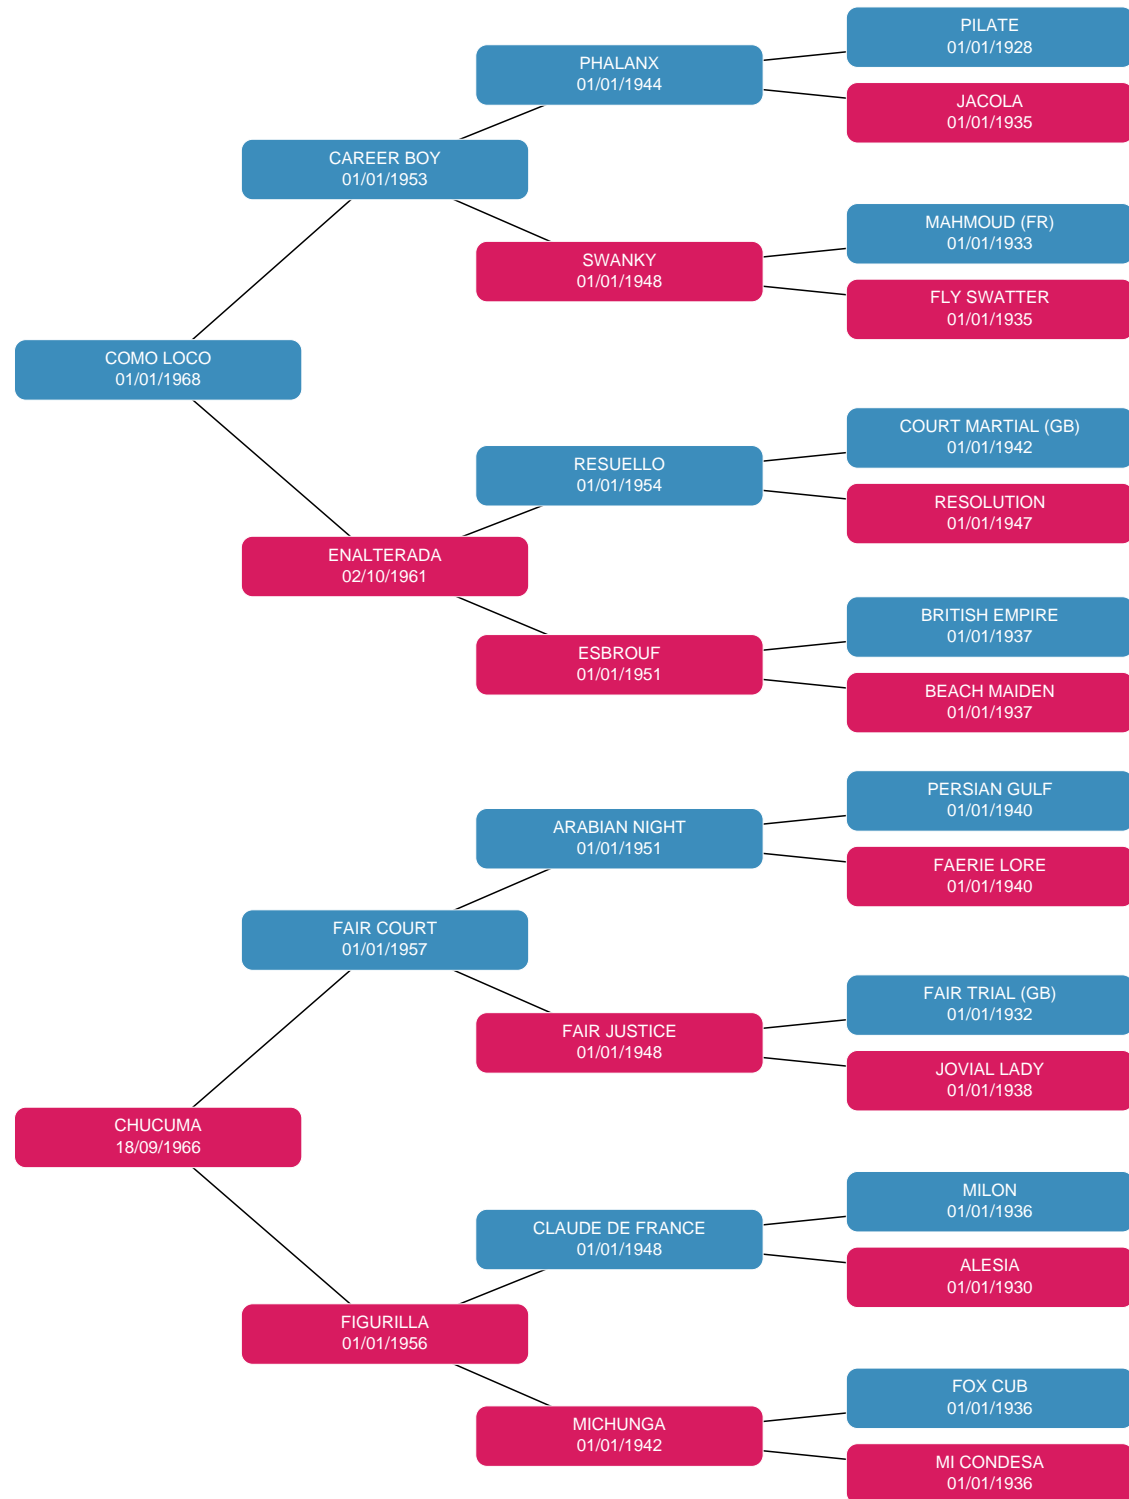 PILATE
01/01/1928
PHALANX
01/01/1944
JACOLA
01/01/1935
CAREER BOY
01/01/1953
MAHMOUD (FR)
01/01/1933
SWANKY
01/01/1948
FLY SWATTER
01/01/1935
COMO LOCO
01/01/1968
COURT MARTIAL (GB)
01/01/1942
RESUELLO
01/01/1954
RESOLUTION
01/01/1947
ENALTERADA
02/10/1961
BRITISH EMPIRE
01/01/1937
ESBROUF
01/01/1951
BEACH MAIDEN
01/01/1937
PERSIAN GULF
01/01/1940
ARABIAN NIGHT
01/01/1951
FAERIE LORE
01/01/1940
FAIR COURT
01/01/1957
FAIR TRIAL (GB)
01/01/1932
FAIR JUSTICE
01/01/1948
JOVIAL LADY
01/01/1938
CHUCUMA
18/09/1966
MILON
01/01/1936
CLAUDE DE FRANCE
01/01/1948
ALESIA
01/01/1930
FIGURILLA
01/01/1956
FOX CUB
01/01/1936
MICHUNGA
01/01/1942
MI CONDESA
01/01/1936